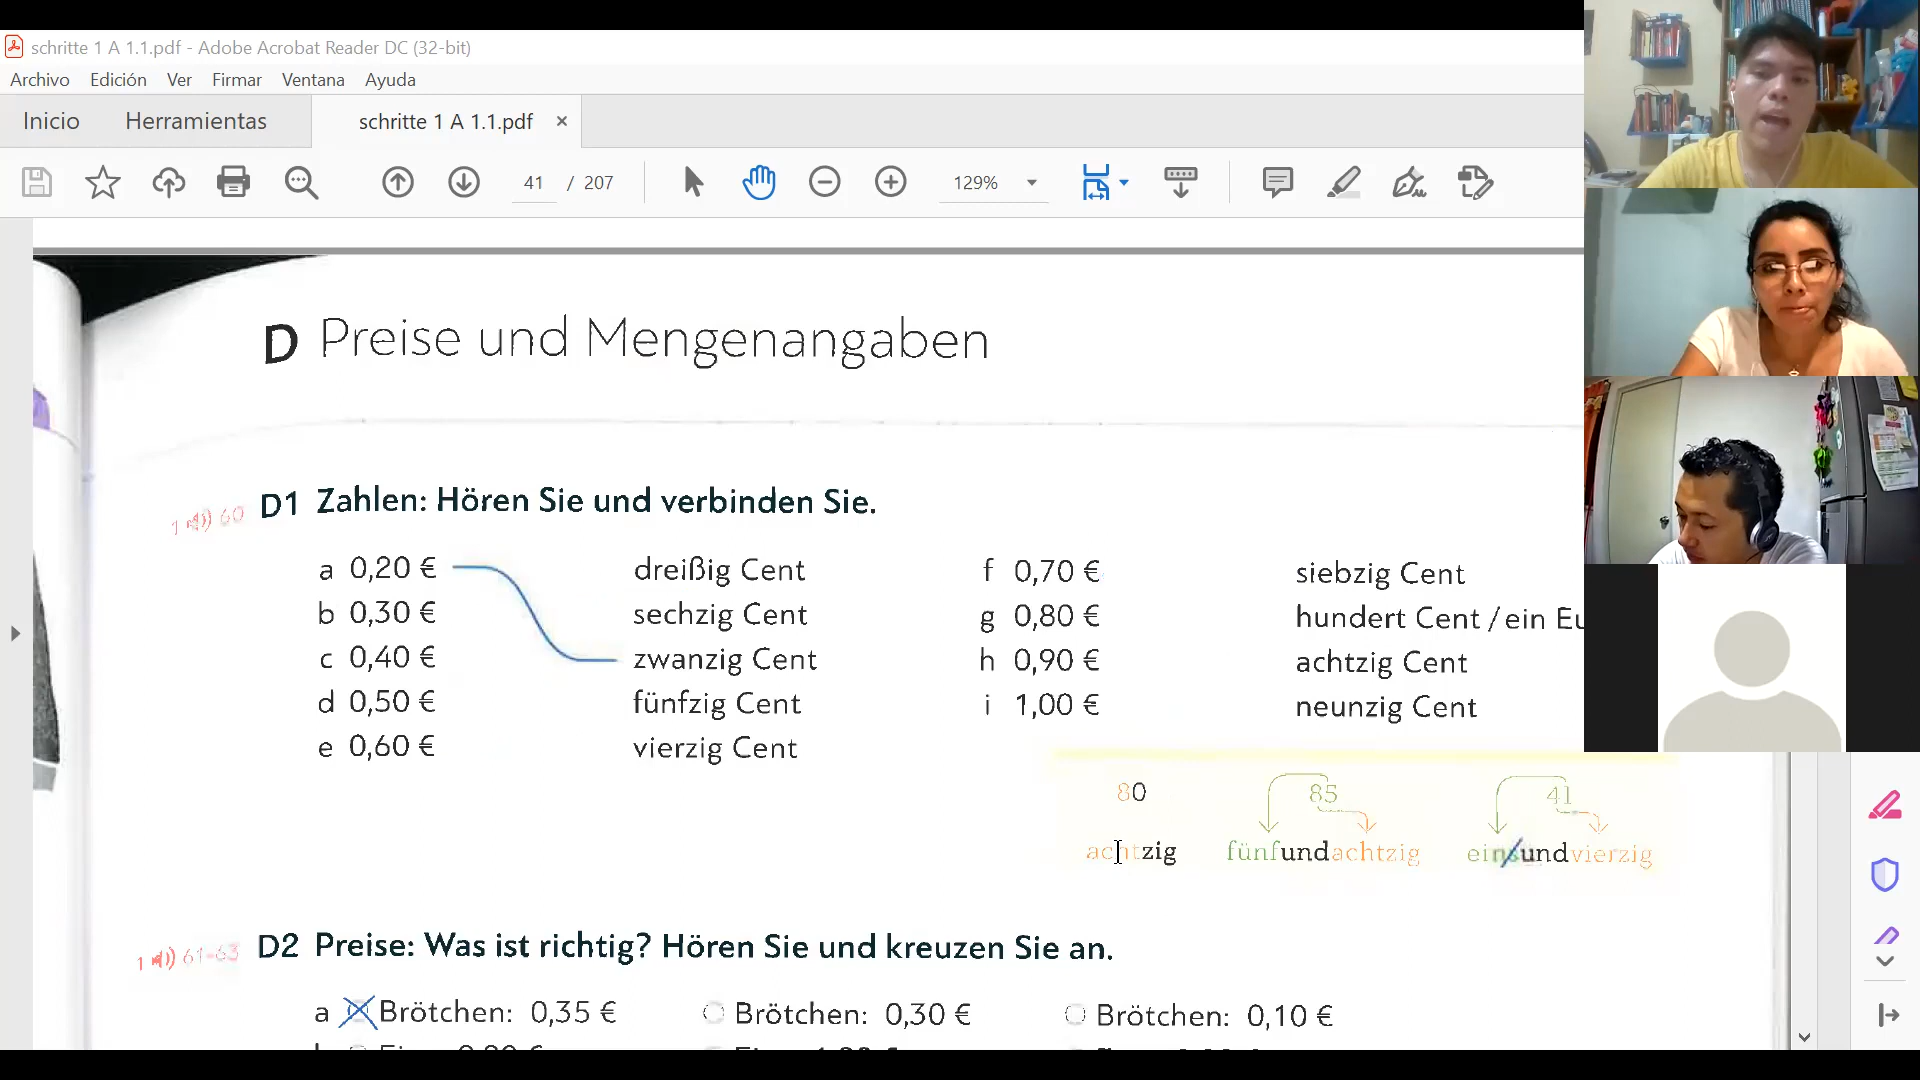 schritte 1 A 1.1.pdf - Adobe Acrobat Reader DC (32-bit)
Archivo Edición Ver Firmar Ventana Ayuda
Inicio Herramientas schritte 1 A 1.1.pdf ×
41 / 207 129%
D Preise und Mengenangaben
1 60 D1 Zahlen: Hören Sie und verbinden Sie.
a 0,20 € dreißig Cent f 0,70 € siebzig Cent
b 0,30 € sechzig Cent g 0,80 € hundert Cent / ein
c 0,40 € zwanzig Cent h 0,90 € achtzig Cent
d 0,50 € fünfzig Cent i 1,00 € neunzig Cent
e 0,60 € vierzig Cent
80 85 41
achtzig fünfundachtzig einsundvierzig
1 61-63 D2 Preise: Was ist richtig? Hören Sie und kreuzen Sie an.
a Brötchen: 0,35 € Brötchen: 0,30 € Brötchen: 0,10 €